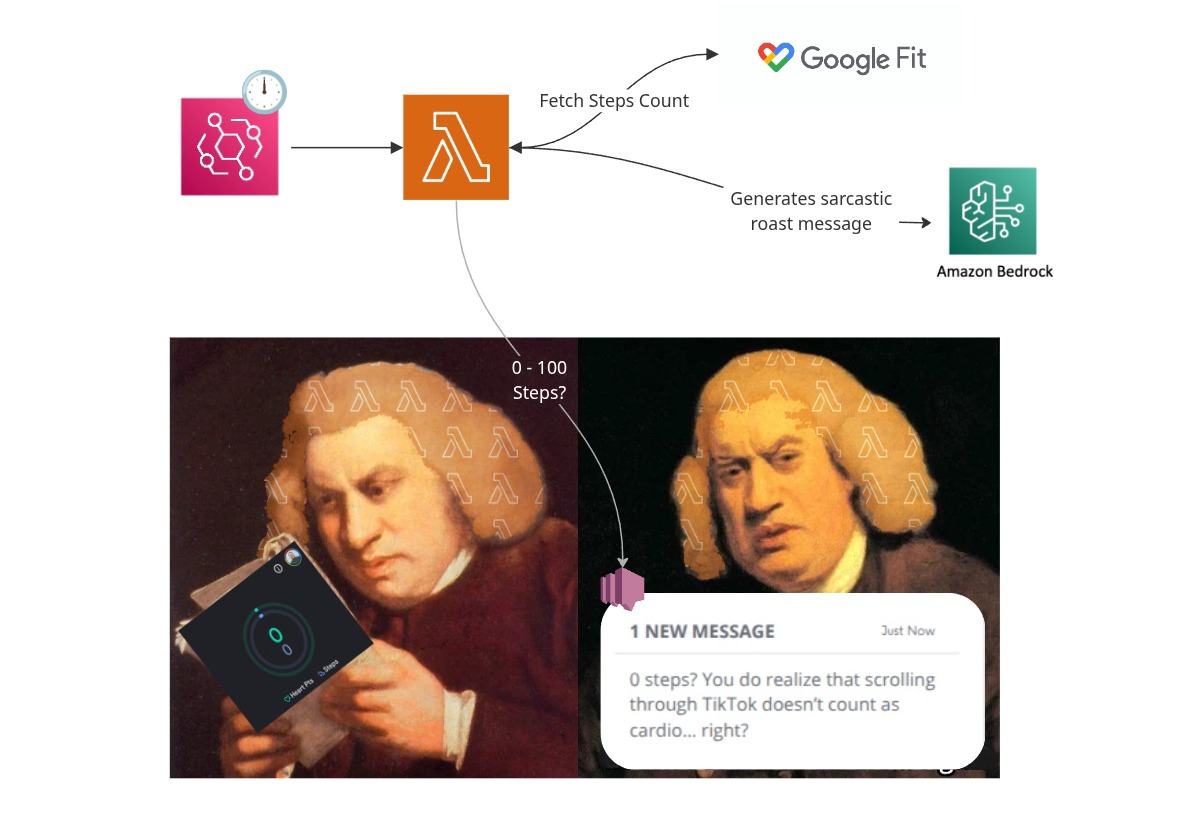 Google Fit
Fetch Steps Count
Generates sarcastic
roast message
Amazon Bedrock
0 - 100
Steps?
0
0
Heart Pts
Steps
1 NEW MESSAGE
Just Now
0 steps? You do realize that scrolling
through TikTok doesn’t count as
cardio... right?